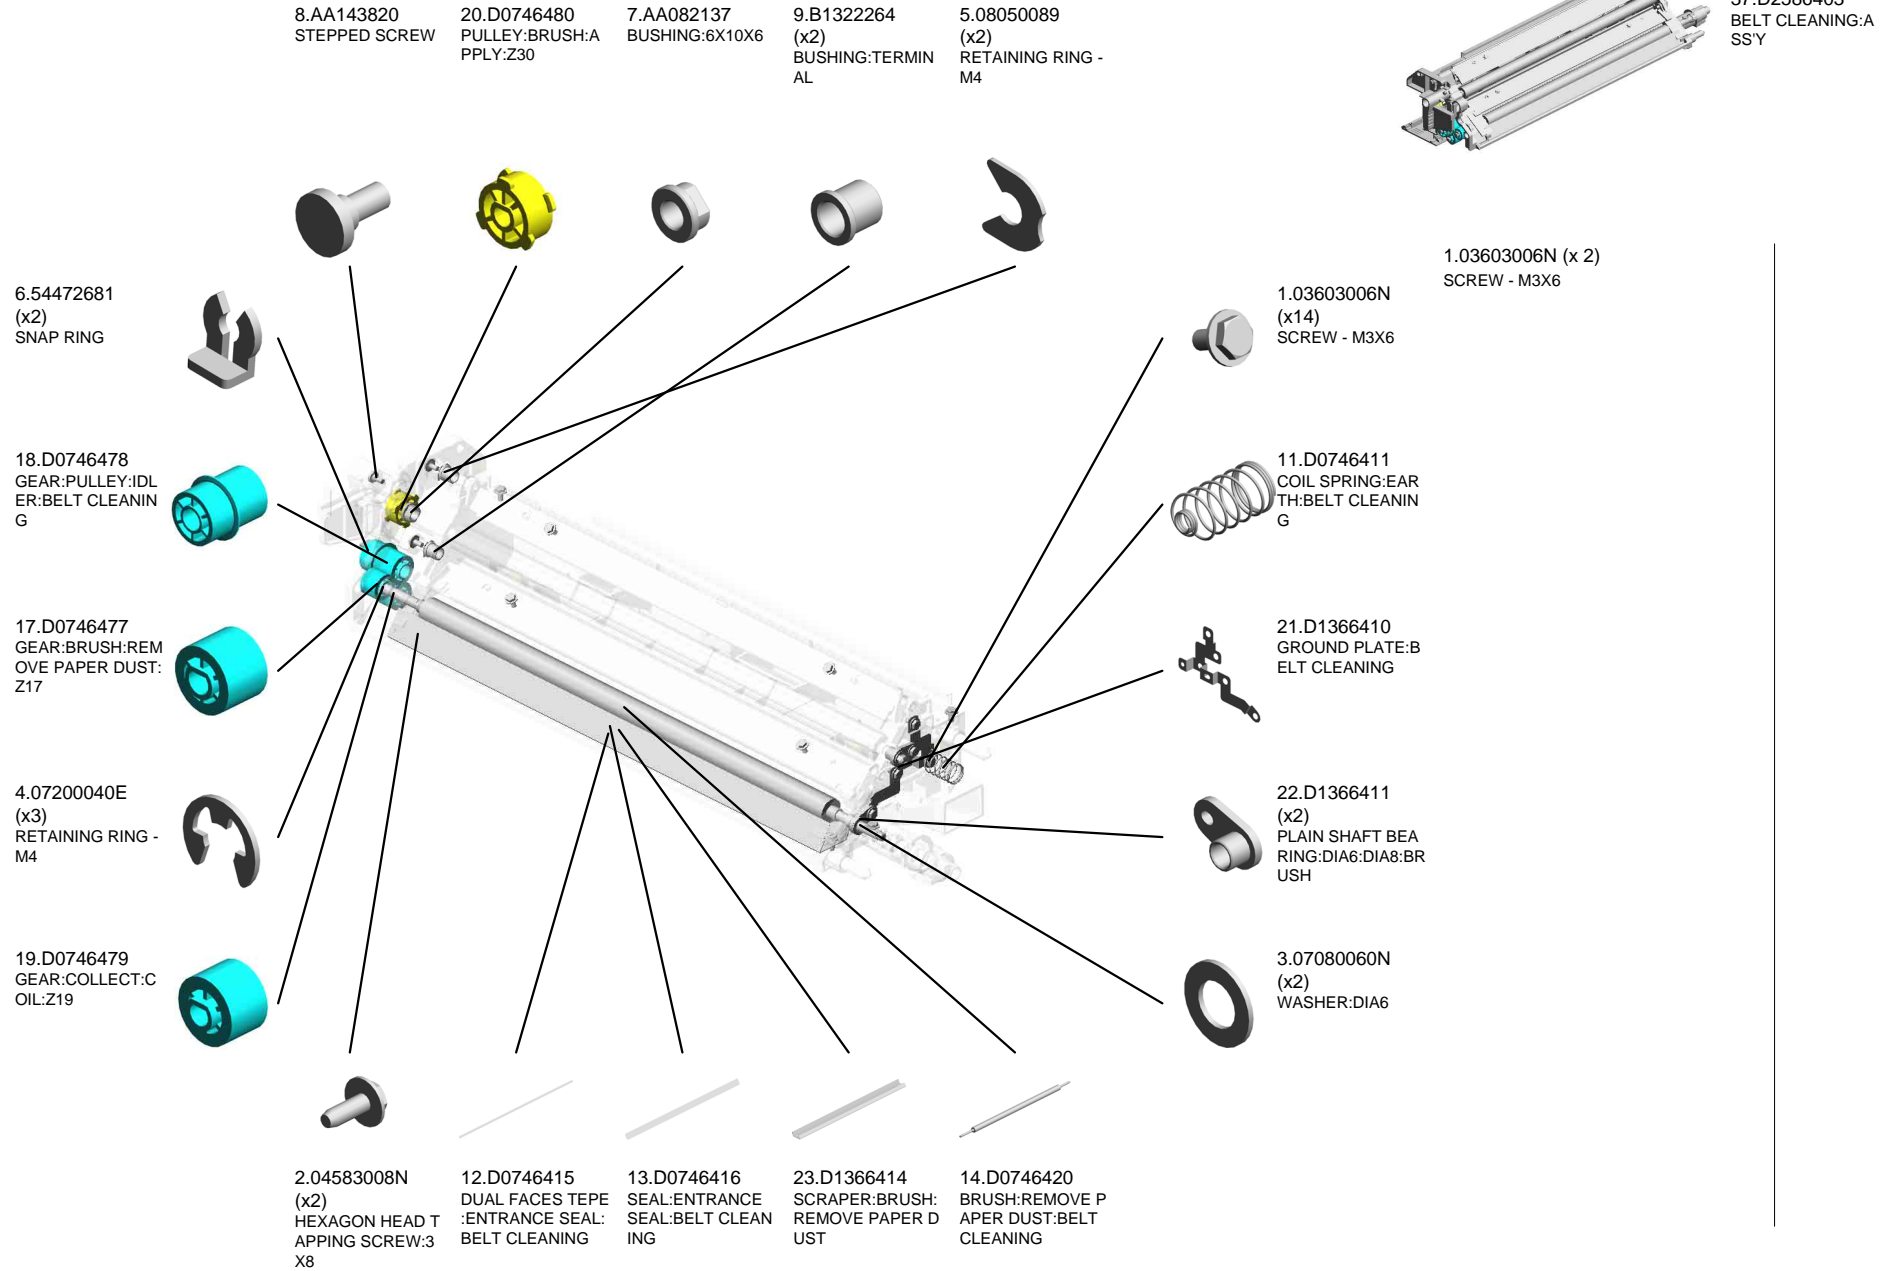 8.AA143820
STEPPED SCREW
20.D0746480
PULLEY:BRUSH:A
PPLY:Z30
7.AA082137
BUSHING:6X10X6
9.B1322264
(x2)
BUSHING:TERMIN
AL
5.08050089
(x2)
RETAINING RING -
M4
BELT CLEANING:A
SS'Y
1.03603006N (x 2)
SCREW - M3X6
6.54472681
(x2)
SNAP RING
1.03603006N
(x14)
SCREW - M3X6
18.D0746478
GEAR:PULLEY:IDL
ER:BELT CLEANIN
G
11.D0746411
COIL SPRING:EAR
TH:BELT CLEANIN
G
17.D0746477
GEAR:BRUSH:REM
OVE PAPER DUST:
Z17
21.D1366410
GROUND PLATE:B
ELT CLEANING
4.07200040E
(x3)
RETAINING RING -
M4
22.D1366411
(x2)
PLAIN SHAFT BEA
RING:DIA6:DIA8:BR
USH
19.D0746479
GEAR:COLLECT:C
OIL:Z19
3.07080060N
(x2)
WASHER:DIA6
2.04583008N
(x2)
HEXAGON HEAD T
APPING SCREW:3
X8
12.D0746415
DUAL FACES TEPE
:ENTRANCE SEAL:
BELT CLEANING
13.D0746416
SEAL:ENTRANCE
SEAL:BELT CLEAN
ING
23.D1366414
SCRAPER:BRUSH:
REMOVE PAPER D
UST
14.D0746420
BRUSH:REMOVE P
APER DUST:BELT
CLEANING